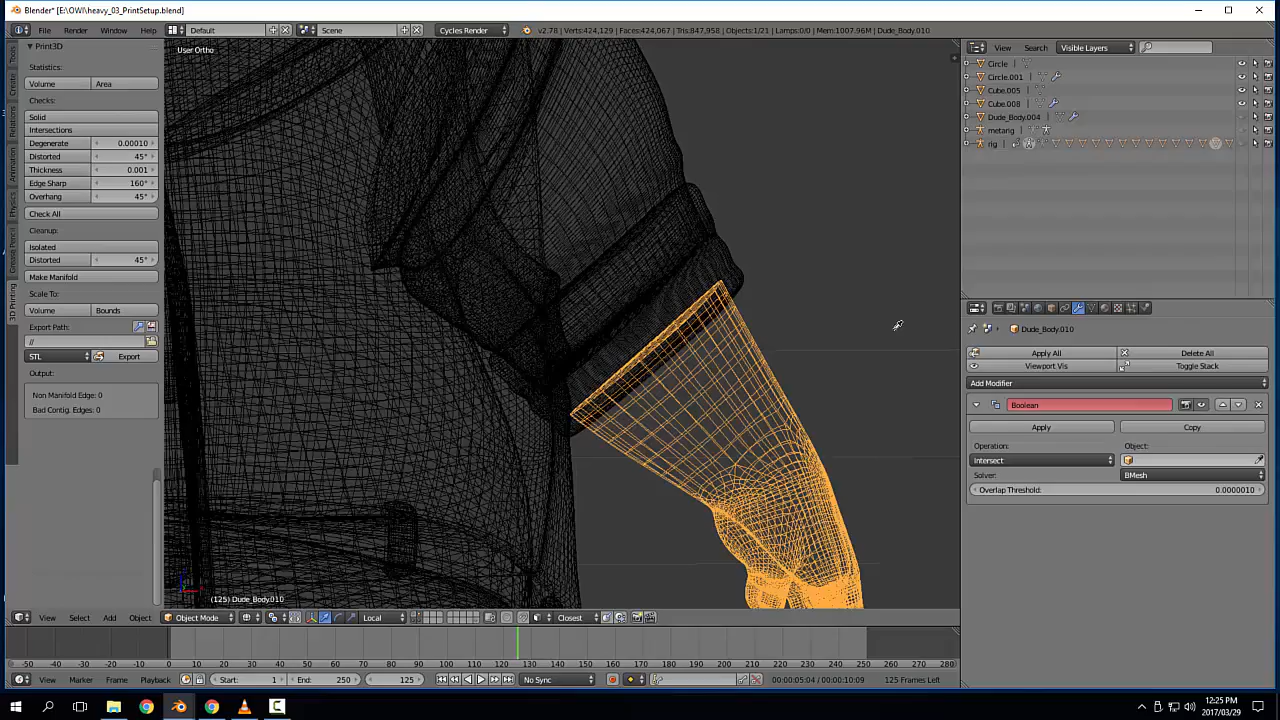 Blender* [E:\OWI\heavy_03_PrintSetup.blend]
File Render Window Help Default Scene Cycles Render v2.78 | Verts:424,129 | Faces:424,067 | Tris:847,958 | Objects:1/21 | Lamps:0/0 | Mem:1007.96M | Dude_Body.010
Print3D
Statistics:
Volume Area
Checks:
Solid
Intersections
Degenerate 0.00010
Distorted 45°
Thickness 0.001
Edge Sharp 160°
Overhang 45°
Check All
Cleanup:
Isolated
Distorted 45°
Make Manifold
Scale To:
Volume Bounds
Export Path:
//
STL Export
Output:
Non Manifold Edge: 0
Bad Contig. Edges: 0
Tools
Create
Relations
Animation
Physics
Grease Pencil
3D Printing
User Ortho
(125) Dude_Body.010
View Select Add Object Object Mode Local Closest
View Search Visible Layers
Circle
Circle.001
Cube.005
Cube.008
Dude_Body.004
metarig
rig
Dude_Body.010
Apply All Delete All
Viewport Vis Toggle Stack
Add Modifier
Boolean
Apply Copy
Operation: Object:
Intersect
Solver:
BMesh
Overlap Threshold: 0.0000010
-50 -40 -30 -20 -10 0 10 20 30 40 50 60 70 80 90 100 110 120 130 140 150 160 170 180 190 200 210 220 230 240 250 260 270 280
View Marker Frame Playback Start: 1 End: 250 125 No Sync 00:00:05:04 / 00:00:10:09 125 Frames Left
12:25 PM
2017/03/29